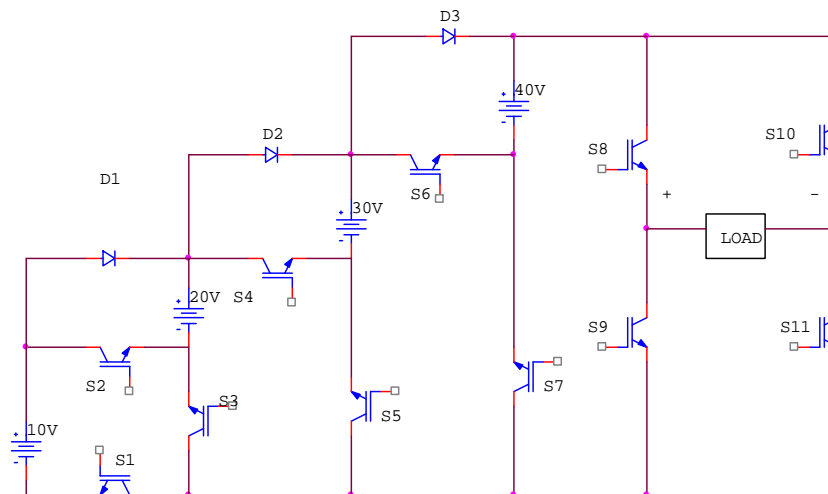 D3
40V
D2
S8
S10
D1
S6
+
-
30V
LOAD
20V
S4
S2
S7
S9
S11
S3
S5
10V
S1